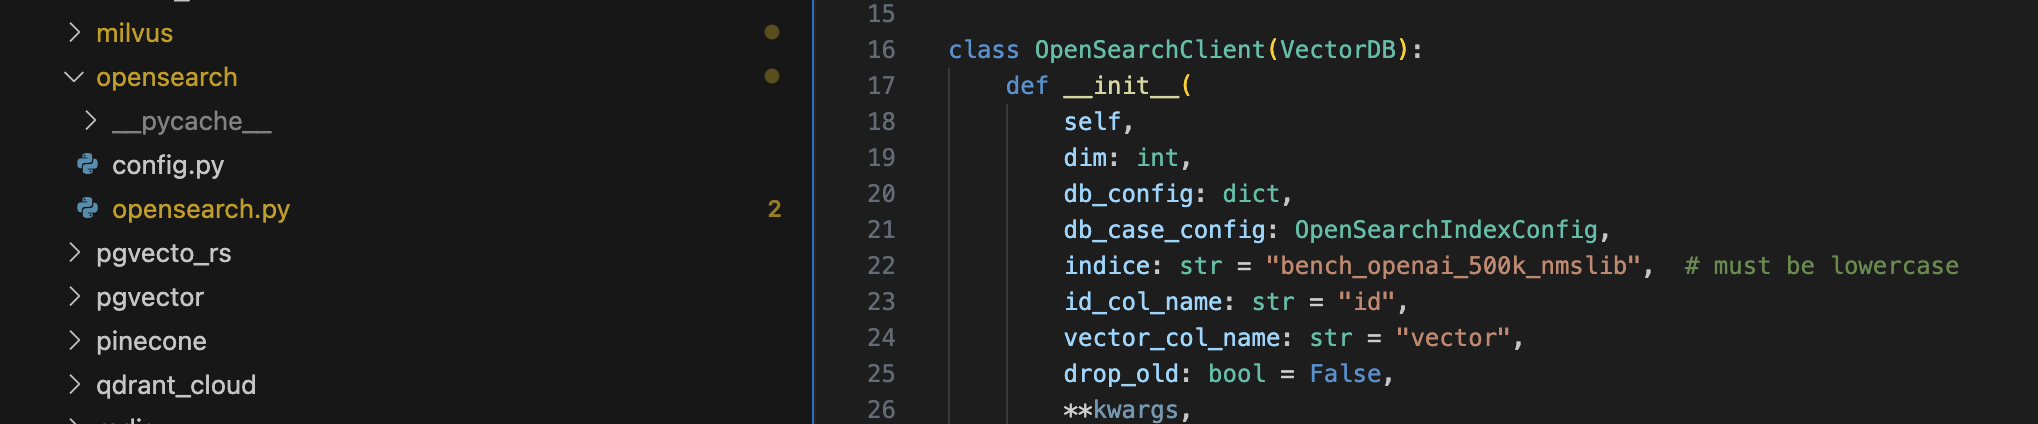 milvus
opensearch
__pycache__
config.py
opensearch.py 2
pgvecto_rs
pgvector
pinecone
qdrant_cloud
15
16 class OpenSearchClient(VectorDB):
17 def __init__(
18 self,
19 dim: int,
20 db_config: dict,
21 db_case_config: OpenSearchIndexConfig,
22 indice: str = "bench_openai_500k_nmslib", # must be lowercase
23 id_col_name: str = "id",
24 vector_col_name: str = "vector",
25 drop_old: bool = False,
26 **kwargs,